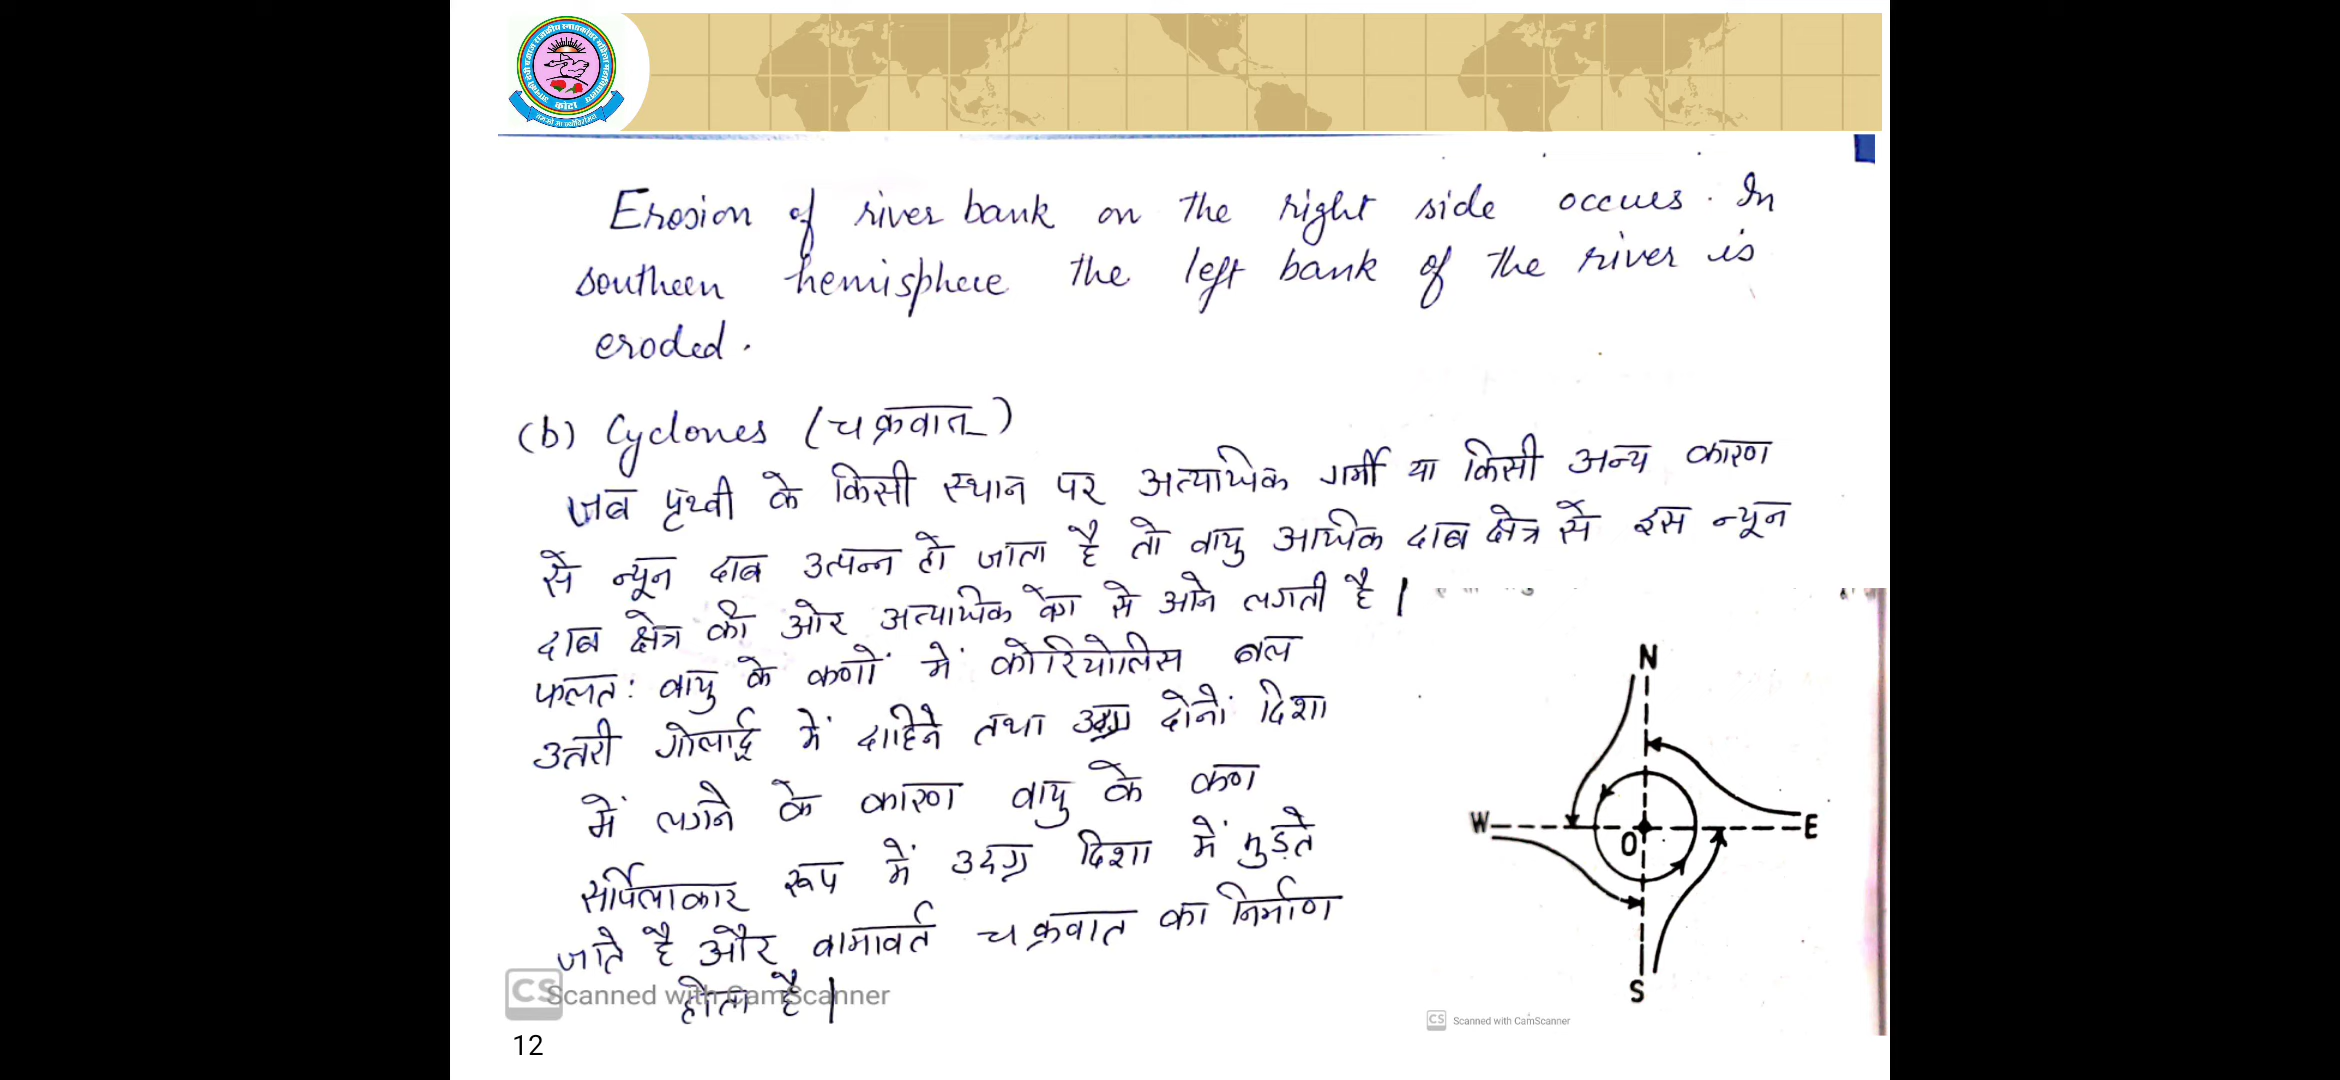 Erosion of river bank on the right side occurs. In
southern hemisphere the left bank of the river is
eroded.
(b) Cyclones (चक्रवात)
जब पृथ्वी के किसी स्थान पर अत्याधिक गर्मी या किसी अन्य कारण
से न्यून दाब उत्पन्न हो जाता है तो वायु अधिक दाब क्षेत्र से इस न्यून
दाब क्षेत्र की ओर अत्याधिक वेग से आने लगती है।
फलतः वायु के कणों में कोरियोलिस बल
उत्तरी गोलार्द्ध में दाहिने तथा दोनों दिशा
में लगने के कारण वायु के कण
सर्पिलाकार रूप में उदग्र दिशा में मुड़ते
जाते है और वामावर्त चक्रवात का निर्माण
होता है।
N
W
E
O
S
कोटा
CS Scanned with CamScanner
CS Scanned with CamScanner
12